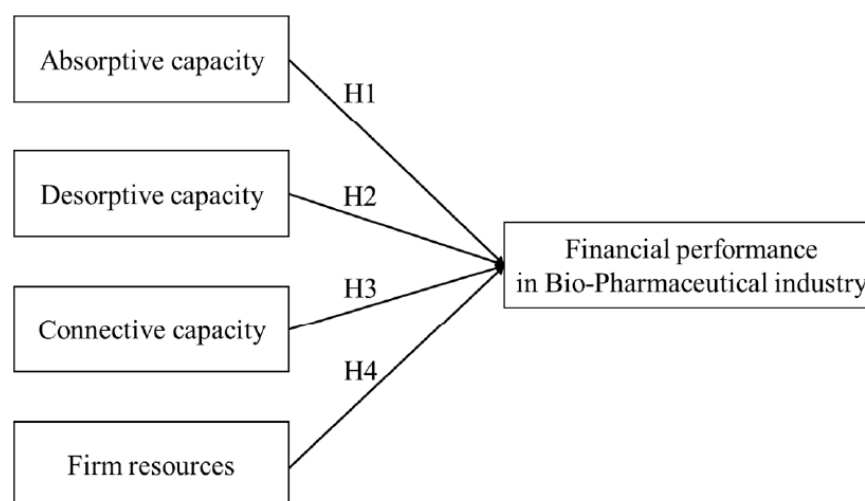 Absorptive capacity
H1
Desorptive capacity
H2
Financial performance
in Bio-Pharmaceutical industry
H3
Connective capacity
H4
Firm resources